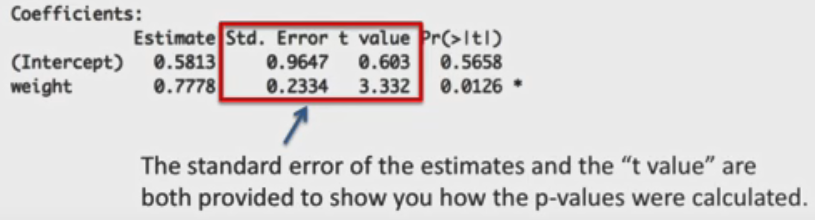 Coefficients:
Estimate Std. Error t value Pr(>|t|)
(Intercept) 0.5813 0.9647 0.603 0.5658
weight 0.7778 0.2334 3.332 0.0126 *
The standard error of the estimates and the “t value” are
both provided to show you how the p-values were calculated.